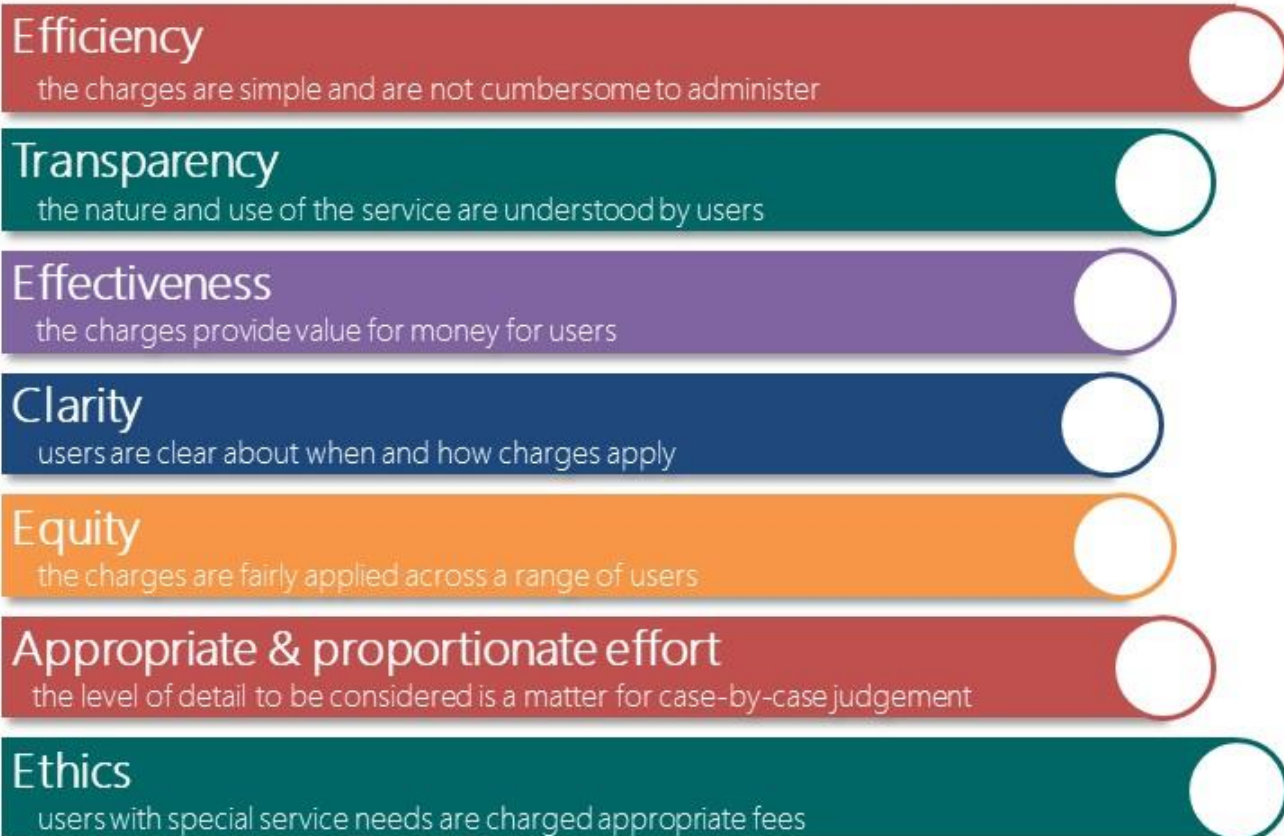 Efficiency
the charges are simple and are not cumbersome to administer
Transparency
the nature and use of the service are understood by users
Effectiveness
the charges provide value for money for users
Clarity
users are clear about when and how charges apply
Equity
the charges are fairly applied across a range of users
Appropriate & proportionate effort
the level of detail to be considered is a matter for case-by-case judgement
Ethics
users with special service needs are charged appropriate fees